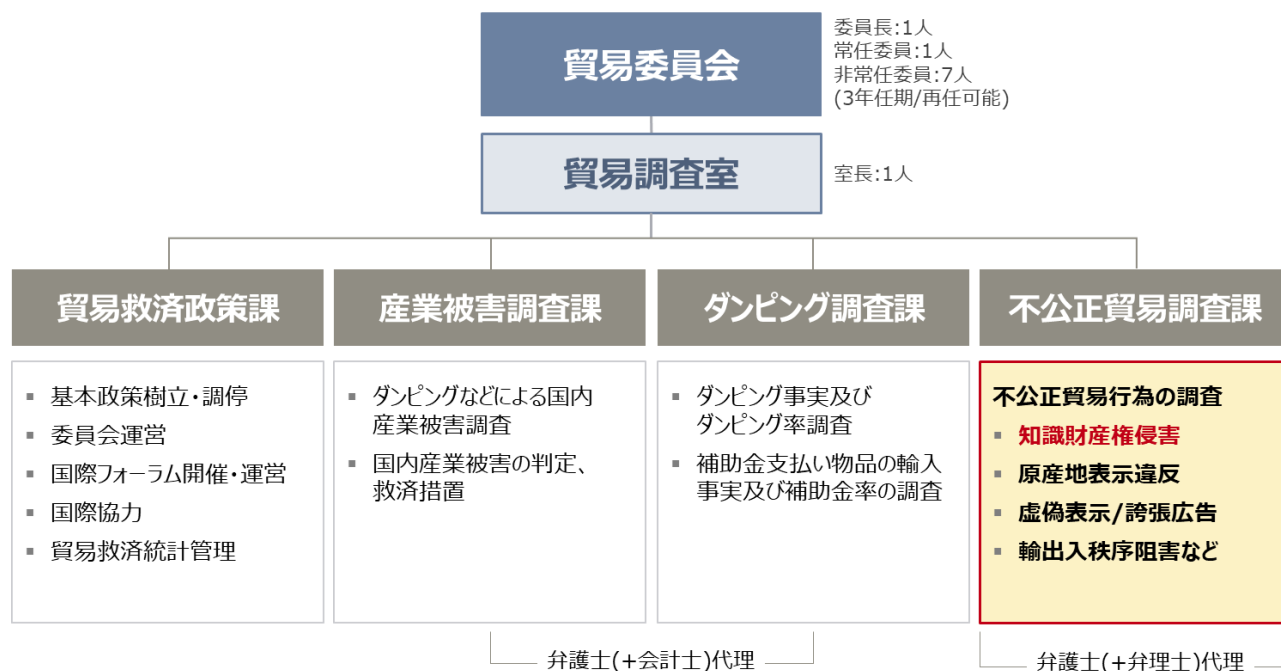 貿易委員会
委員長:1人
常任委員:1人
非常任委員:7人
(3年任期/再任可能)
貿易調査室
室長:1人
貿易救済政策課
産業被害調査課
ダンピング調査課
不公正貿易調査課
▪ 基本政策樹立・調停
▪ 委員会運営
▪ 国際フォーラム開催・運営
▪ 国際協力
▪ 貿易救済統計管理
▪ ダンピングなどによる国内
産業被害調査
▪ 国内産業被害の判定、
救済措置
▪ ダンピング事実及び
ダンピング率調査
▪ 補助金支払い物品の輸入
事実及び補助金率の調査
不公正貿易行為の調査
▪ 知識財産権侵害
▪ 原産地表示違反
▪ 虚偽表示/誇張広告
▪ 輸出入秩序阻害など
弁護士(+会計士)代理
弁護士(+弁理士)代理